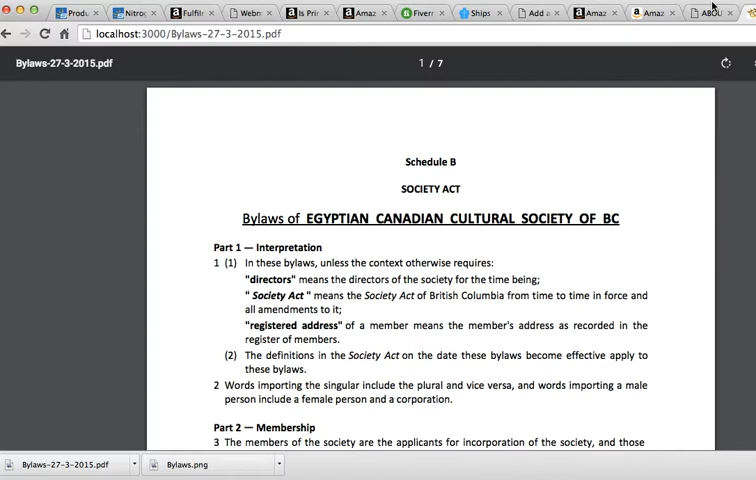 Produ
Nitrog
Fulfilr
Webm
Is Prir
Amaz
Fiverr
Ships
Add a
Amaz
Amaz
ABOU
localhost:3000/Bylaws-27-3-2015.pdf
Bylaws-27-3-2015.pdf
1 / 7
Schedule B
SOCIETY ACT
Bylaws of EGYPTIAN CANADIAN CULTURAL SOCIETY OF BC
Part 1 — Interpretation
1 (1) In these bylaws, unless the context otherwise requires:
"directors" means the directors of the society for the time being;
" Society Act " means the Society Act of British Columbia from time to time in force and
all amendments to it;
"registered address" of a member means the member's address as recorded in the
register of members.
(2) The definitions in the Society Act on the date these bylaws become effective apply to
these bylaws.
2 Words importing the singular include the plural and vice versa, and words importing a male
person include a female person and a corporation.
Part 2 — Membership
3 The members of the society are the applicants for incorporation of the society, and those
Bylaws-27-3-2015.pdf
Bylaws.png